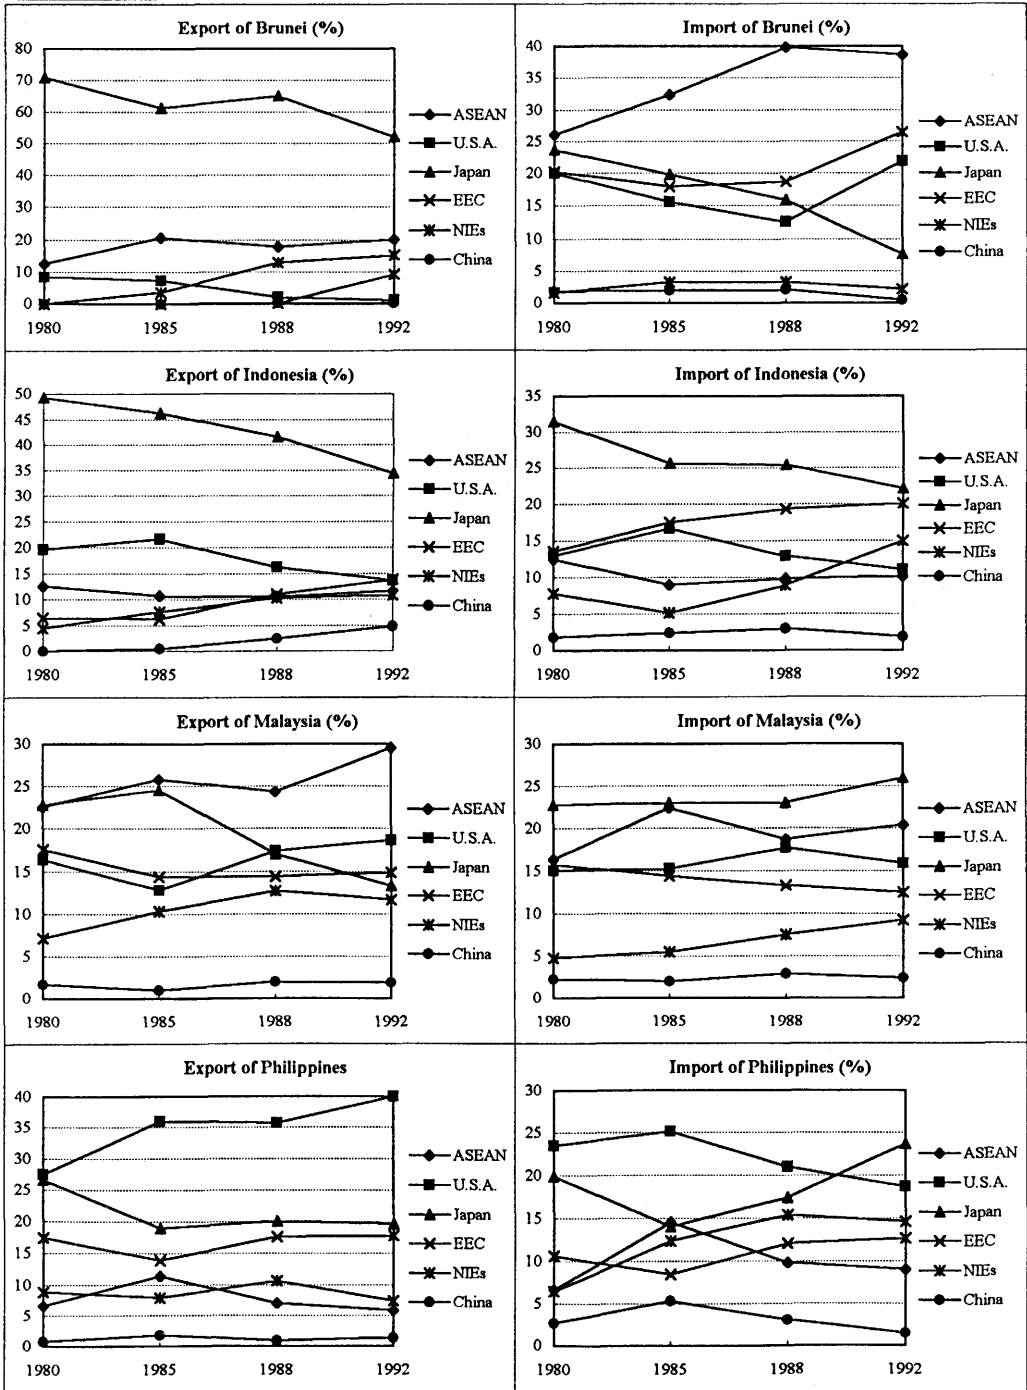 Export of Brunei (%)
80
70
60
50
40
30
20
10
0
1980 1985 1988 1992
ASEAN
U.S.A.
Japan
EEC
NIEs
China
Import of Brunei (%)
40
35
30
25
20
15
10
5
0
1980 1985 1988 1992
ASEAN
U.S.A.
Japan
EEC
NIEs
China
Export of Indonesia (%)
50
45
40
35
30
25
20
15
10
5
0
1980 1985 1988 1992
ASEAN
U.S.A.
Japan
EEC
NIEs
China
Import of Indonesia (%)
35
30
25
20
15
10
5
0
1980 1985 1988 1992
ASEAN
U.S.A.
Japan
EEC
NIEs
China
Export of Malaysia (%)
30
25
20
15
10
5
0
1980 1985 1988 1992
ASEAN
U.S.A.
Japan
EEC
NIEs
China
Import of Malaysia (%)
30
25
20
15
10
5
0
1980 1985 1988 1992
ASEAN
U.S.A.
Japan
EEC
NIEs
China
Export of Philippines
40
35
30
25
20
15
10
5
0
1980 1985 1988 1992
ASEAN
U.S.A.
Japan
EEC
NIEs
China
Import of Philippines (%)
30
25
20
15
10
5
0
1980 1985 1988 1992
ASEAN
U.S.A.
Japan
EEC
NIEs
China